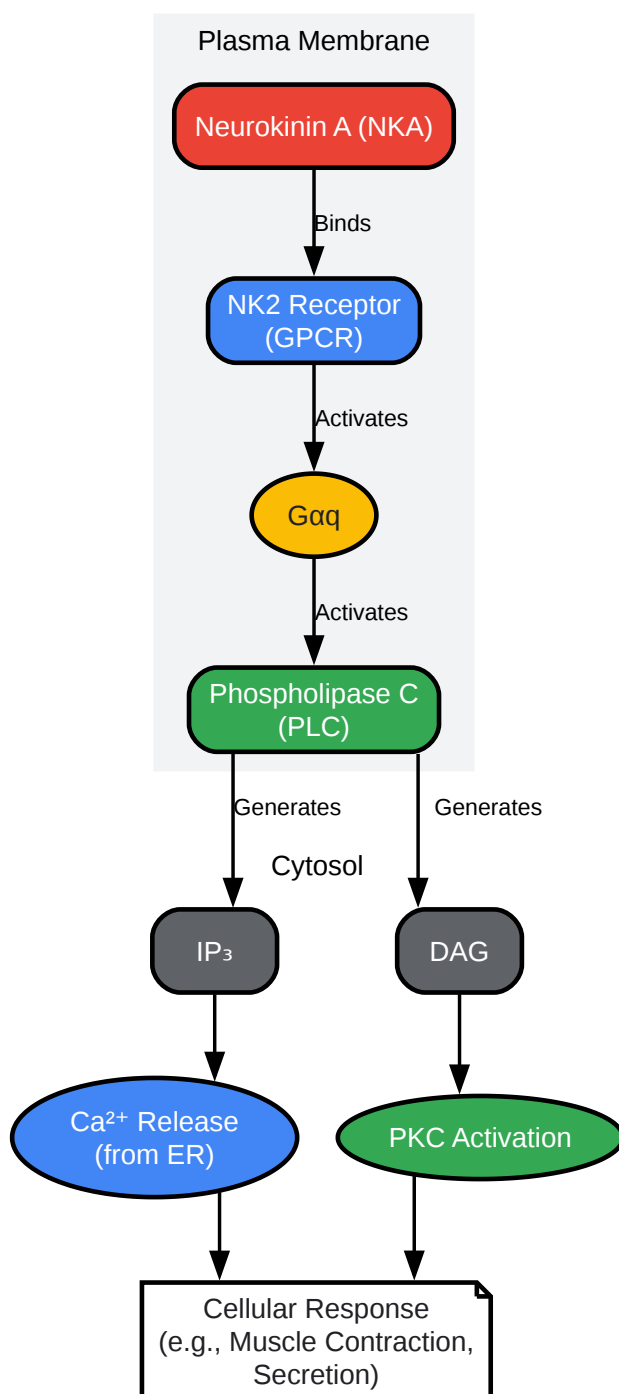 Plasma Membrane
Neurokinin A (NKA)
Binds
NK2 Receptor
(GPCR)
Activates
Gαq
Activates
Phospholipase C
(PLC)
Generates
Generates
Cytosol
IP₃
DAG
Ca²⁺ Release
(from ER)
PKC Activation
Cellular Response
(e.g., Muscle Contraction,
Secretion)